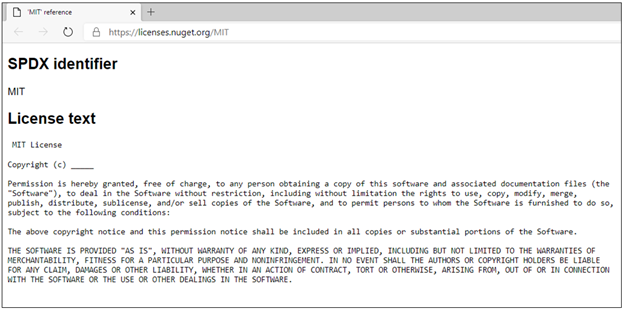 'MIT' reference
https://licenses.nuget.org/MIT
SPDX identifier
MIT
License text
MIT License
Copyright (c) _____
Permission is hereby granted, free of charge, to any person obtaining a copy of this software and associated documentation files (the
"Software"), to deal in the Software without restriction, including without limitation the rights to use, copy, modify, merge,
publish, distribute, sublicense, and/or sell copies of the Software, and to permit persons to whom the Software is furnished to do so,
subject to the following conditions:
The above copyright notice and this permission notice shall be included in all copies or substantial portions of the Software.
THE SOFTWARE IS PROVIDED "AS IS", WITHOUT WARRANTY OF ANY KIND, EXPRESS OR IMPLIED, INCLUDING BUT NOT LIMITED TO THE WARRANTIES OF
MERCHANTABILITY, FITNESS FOR A PARTICULAR PURPOSE AND NONINFRINGEMENT. IN NO EVENT SHALL THE AUTHORS OR COPYRIGHT HOLDERS BE LIABLE
FOR ANY CLAIM, DAMAGES OR OTHER LIABILITY, WHETHER IN AN ACTION OF CONTRACT, TORT OR OTHERWISE, ARISING FROM, OUT OF OR IN CONNECTION
WITH THE SOFTWARE OR THE USE OR OTHER DEALINGS IN THE SOFTWARE.